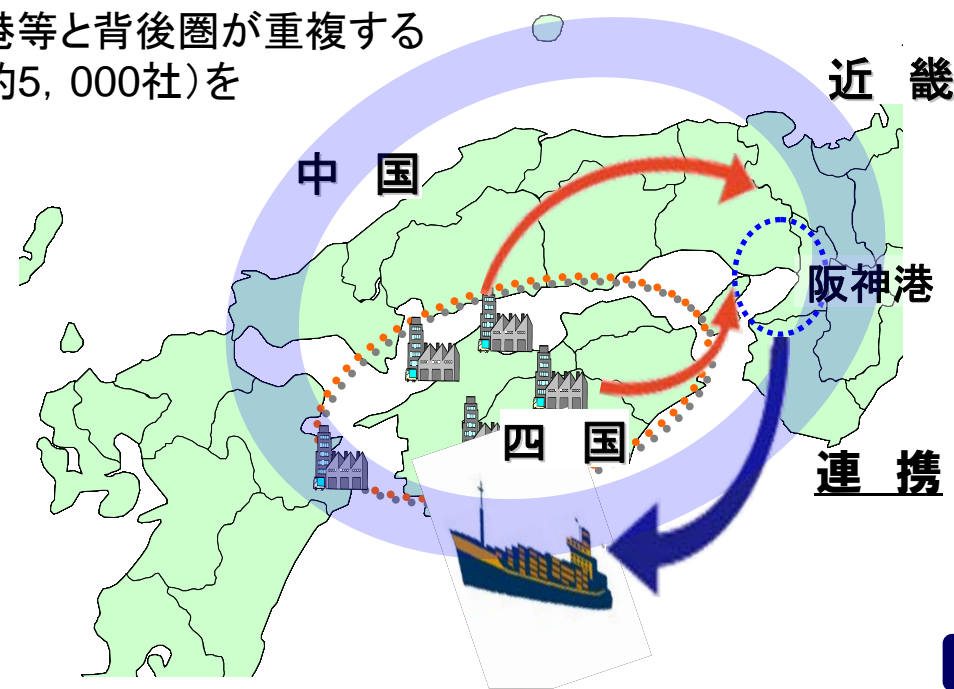 港等と背後圏が重複する
約5，000社）を
近　畿
中　国
阪神港
四　国
連　携